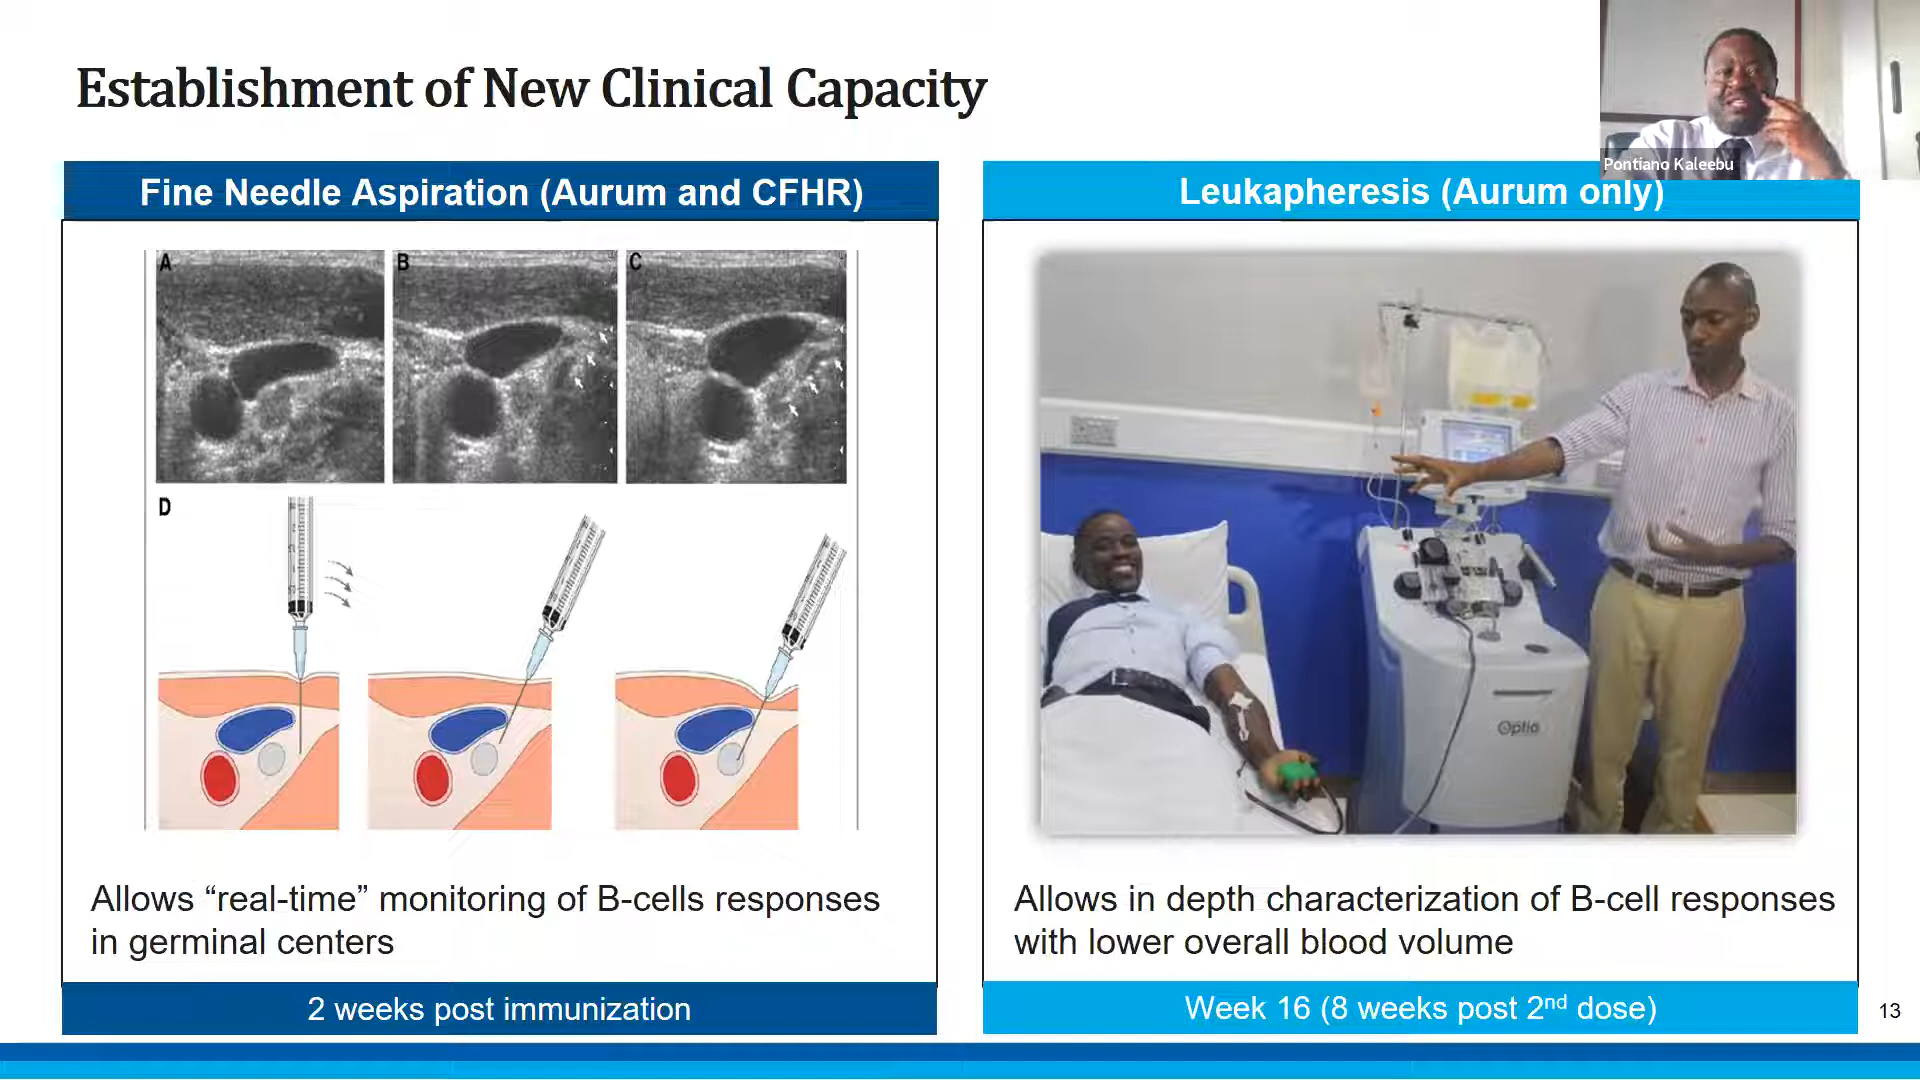 Establishment of New Clinical Capacity
Pontiano Kaleebu
Fine Needle Aspiration (Aurum and CFHR)
A
B
C
D
Allows “real-time” monitoring of B-cells responses
in germinal centers
2 weeks post immunization
Leukapheresis (Aurum only)
Optia
Allows in depth characterization of B-cell responses
with lower overall blood volume
Week 16 (8 weeks post 2nd dose)
13